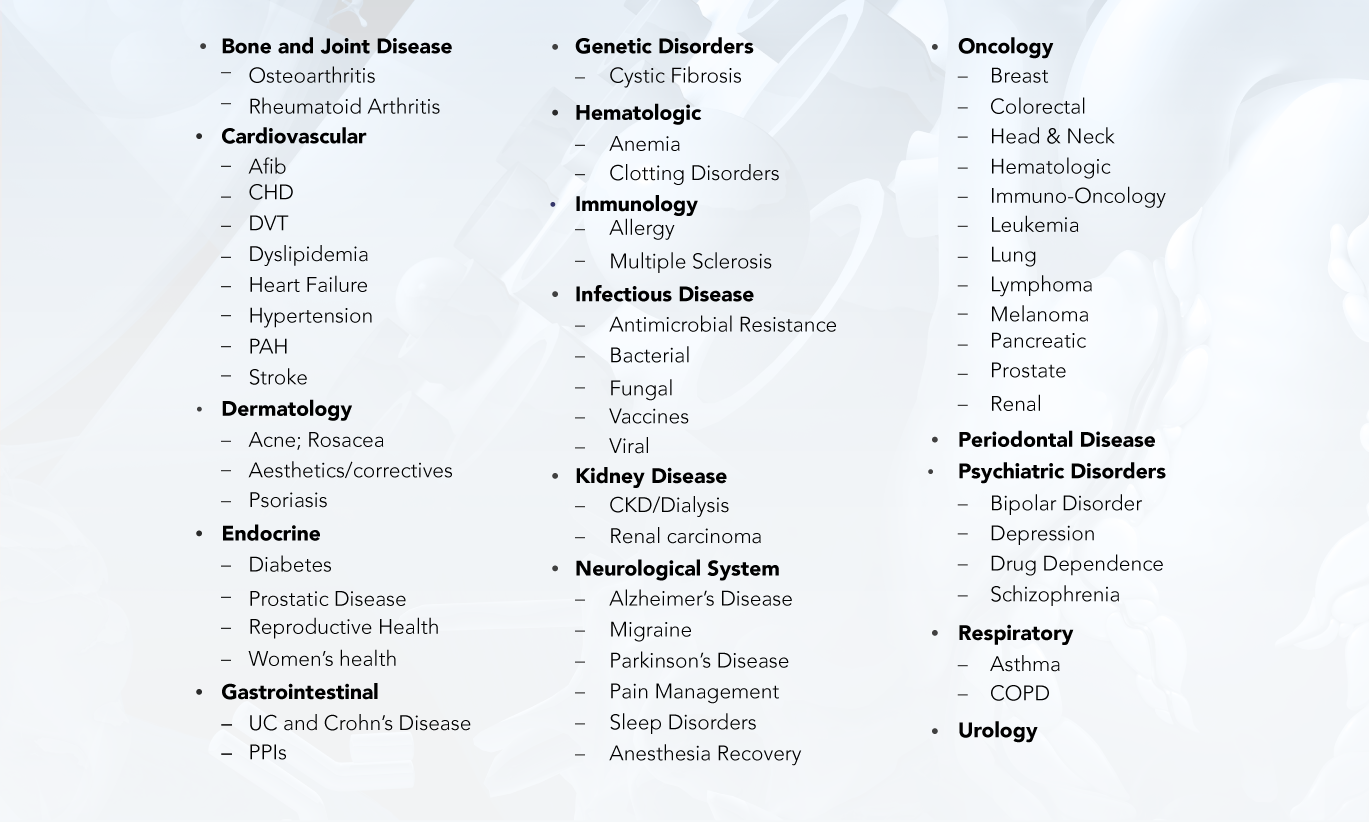 • Bone and Joint Disease
– Osteoarthritis
– Rheumatoid Arthritis
• Cardiovascular
– Afib
– CHD
– DVT
– Dyslipidemia
– Heart Failure
– Hypertension
– PAH
– Stroke
• Dermatology
– Acne; Rosacea
– Aesthetics/correctives
– Psoriasis
• Endocrine
– Diabetes
– Prostatic Disease
– Reproductive Health
– Women’s health
• Gastrointestinal
– UC and Crohn’s Disease
– PPIs
• Genetic Disorders
– Cystic Fibrosis
• Hematologic
– Anemia
– Clotting Disorders
• Immunology
– Allergy
– Multiple Sclerosis
• Infectious Disease
– Antimicrobial Resistance
– Bacterial
– Fungal
– Vaccines
– Viral
• Kidney Disease
– CKD/Dialysis
– Renal carcinoma
• Neurological System
– Alzheimer’s Disease
– Migraine
– Parkinson’s Disease
– Pain Management
– Sleep Disorders
– Anesthesia Recovery
• Oncology
– Breast
– Colorectal
– Head & Neck
– Hematologic
– Immuno-Oncology
– Leukemia
– Lung
– Lymphoma
– Melanoma
– Pancreatic
– Prostate
– Renal
• Periodontal Disease
• Psychiatric Disorders
– Bipolar Disorder
– Depression
– Drug Dependence
– Schizophrenia
• Respiratory
– Asthma
– COPD
• Urology